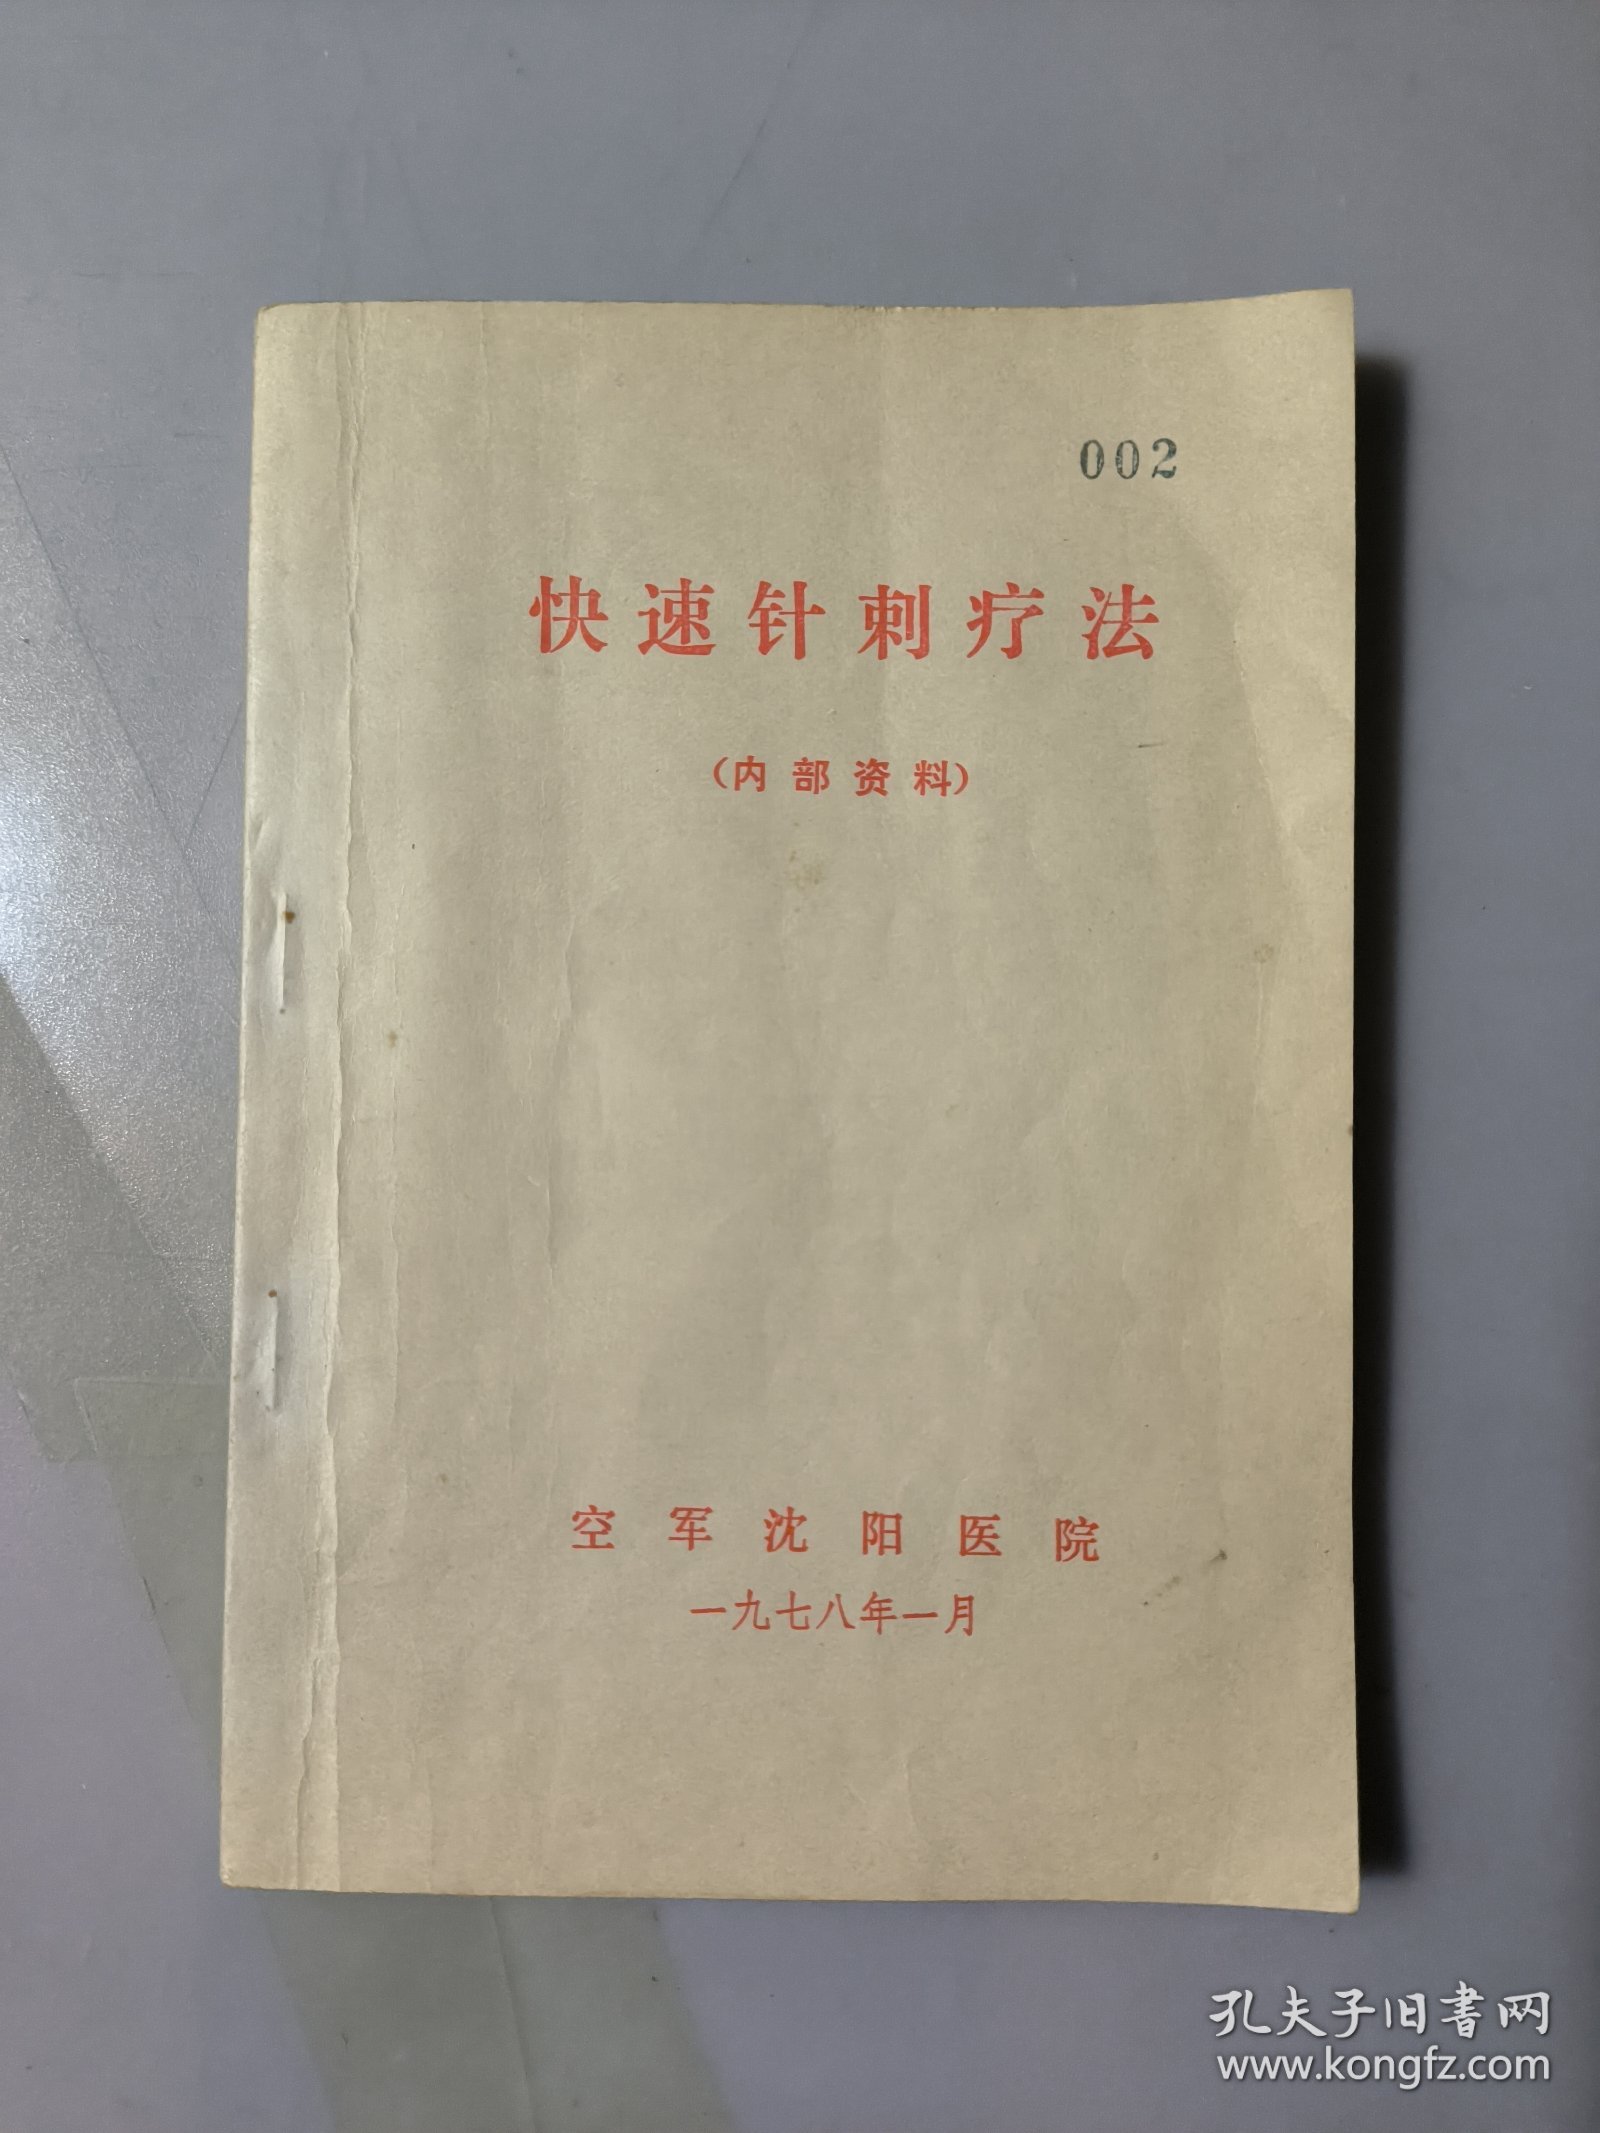 002
快速针刺疗法
（内部资料）
空军沈阳医院
一九七八年一月
孔夫子旧书网
www.kongfz.com